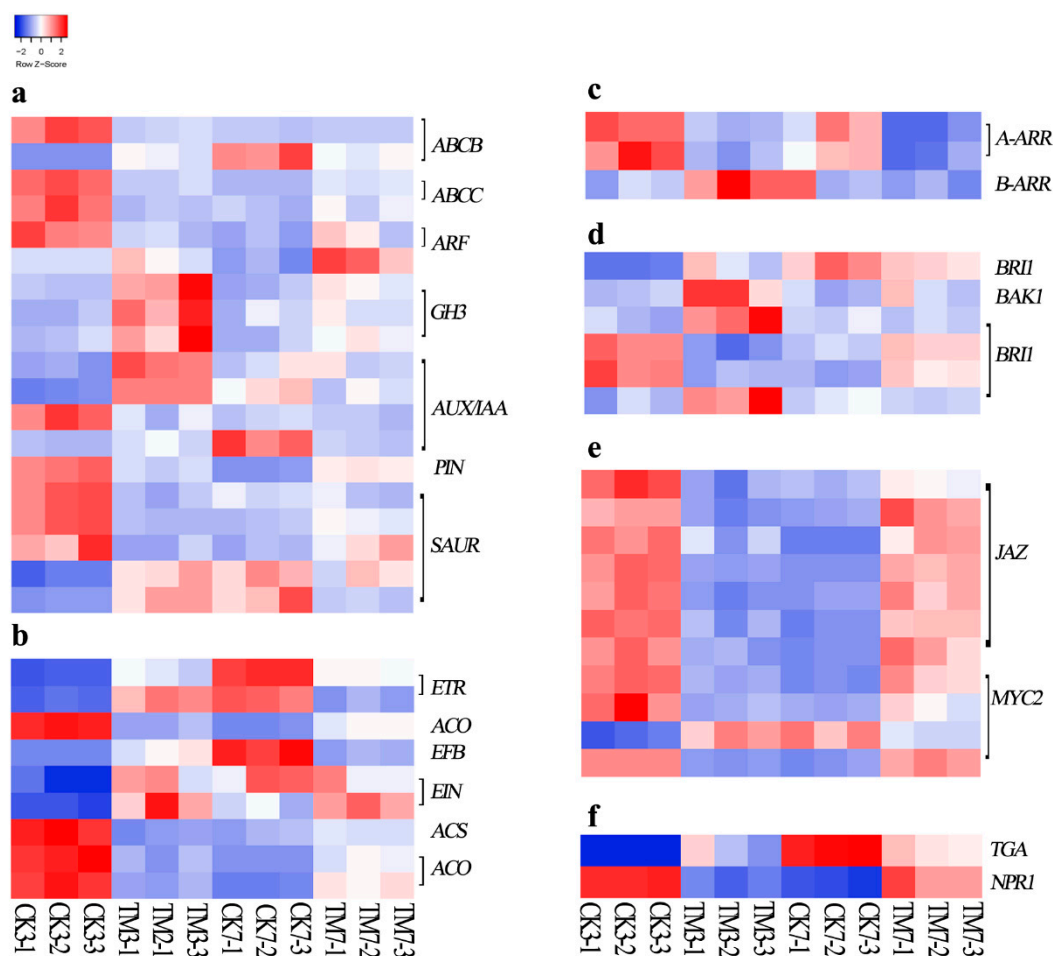 −2 0 2
Row Z−Score
a
ABCB
ABCC
ARF
GH3
AUX/IAA
PIN
SAUR
b
ETR
ACO
EFB
EIN
ACS
ACO
CK3-1
CK3-2
CK3-3
TM3-1
TM2-1
TM3-3
CK7-1
CK7-2
CK7-3
TM7-1
TM7-2
TM7-3
c
A-ARR
B-ARR
d
BRI1
BAK1
BRI1
e
JAZ
MYC2
f
TGA
NPR1
CK3-1
CK3-2
CK3-3
TM3-1
TM3-2
TM3-3
CK7-1
CK7-2
CK7-3
TM7-1
TM7-2
TM7-3